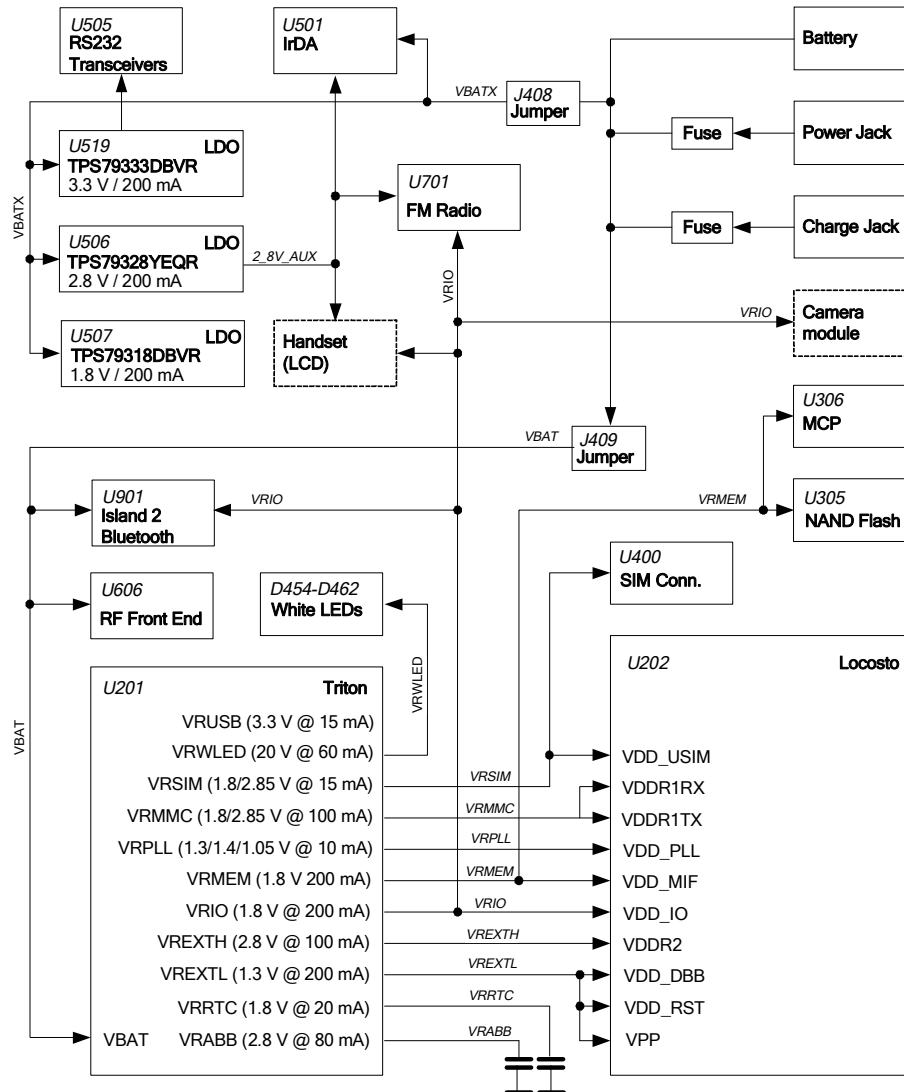 U505
RS232
Transceivers
U501
IrDA
Battery
VBATX
J408
Jumper
Fuse
Power Jack
U519 LDO
TPS79333DBVR
3.3 V / 200 mA
VBATX
U701
FM Radio
U506 LDO
TPS79328YEQR
2.8 V / 200 mA
2_8V_AUX
Fuse
Charge Jack
VRIO
U507 LDO
TPS79318DBVR
1.8 V / 200 mA
Handset
(LCD)
VRIO
Camera
module
VBAT
J409
Jumper
U306
MCP
U901
Island 2
Bluetooth
VRIO
VRMEM
U305
NAND Flash
U400
SIM Conn.
U606
RF Front End
D454-D462
White LEDs
VRWLED
VBAT
U201 Triton
VRUSB (3.3 V @ 15 mA)
VRWLED (20 V @ 60 mA)
VRSIM (1.8/2.85 V @ 15 mA)
VRMMC (1.8/2.85 V @ 100 mA)
VRPLL (1.3/1.4/1.05 V @ 10 mA)
VRMEM (1.8 V 200 mA)
VRIO (1.8 V @ 200 mA)
VREXTH (2.8 V @ 100 mA)
VREXTL (1.3 V @ 200 mA)
VRRTC (1.8 V @ 20 mA)
VBAT VRABB (2.8 V @ 80 mA)
VRSIM
VRMMC
VRPLL
VRMEM
VRIO
VREXTH
VREXTL
VRRTC
VRABB
U202 Locosto
VDD_USIM
VDDR1RX
VDDR1TX
VDD_PLL
VDD_MIF
VDD_IO
VDDR2
VDD_DBB
VDD_RST
VPP